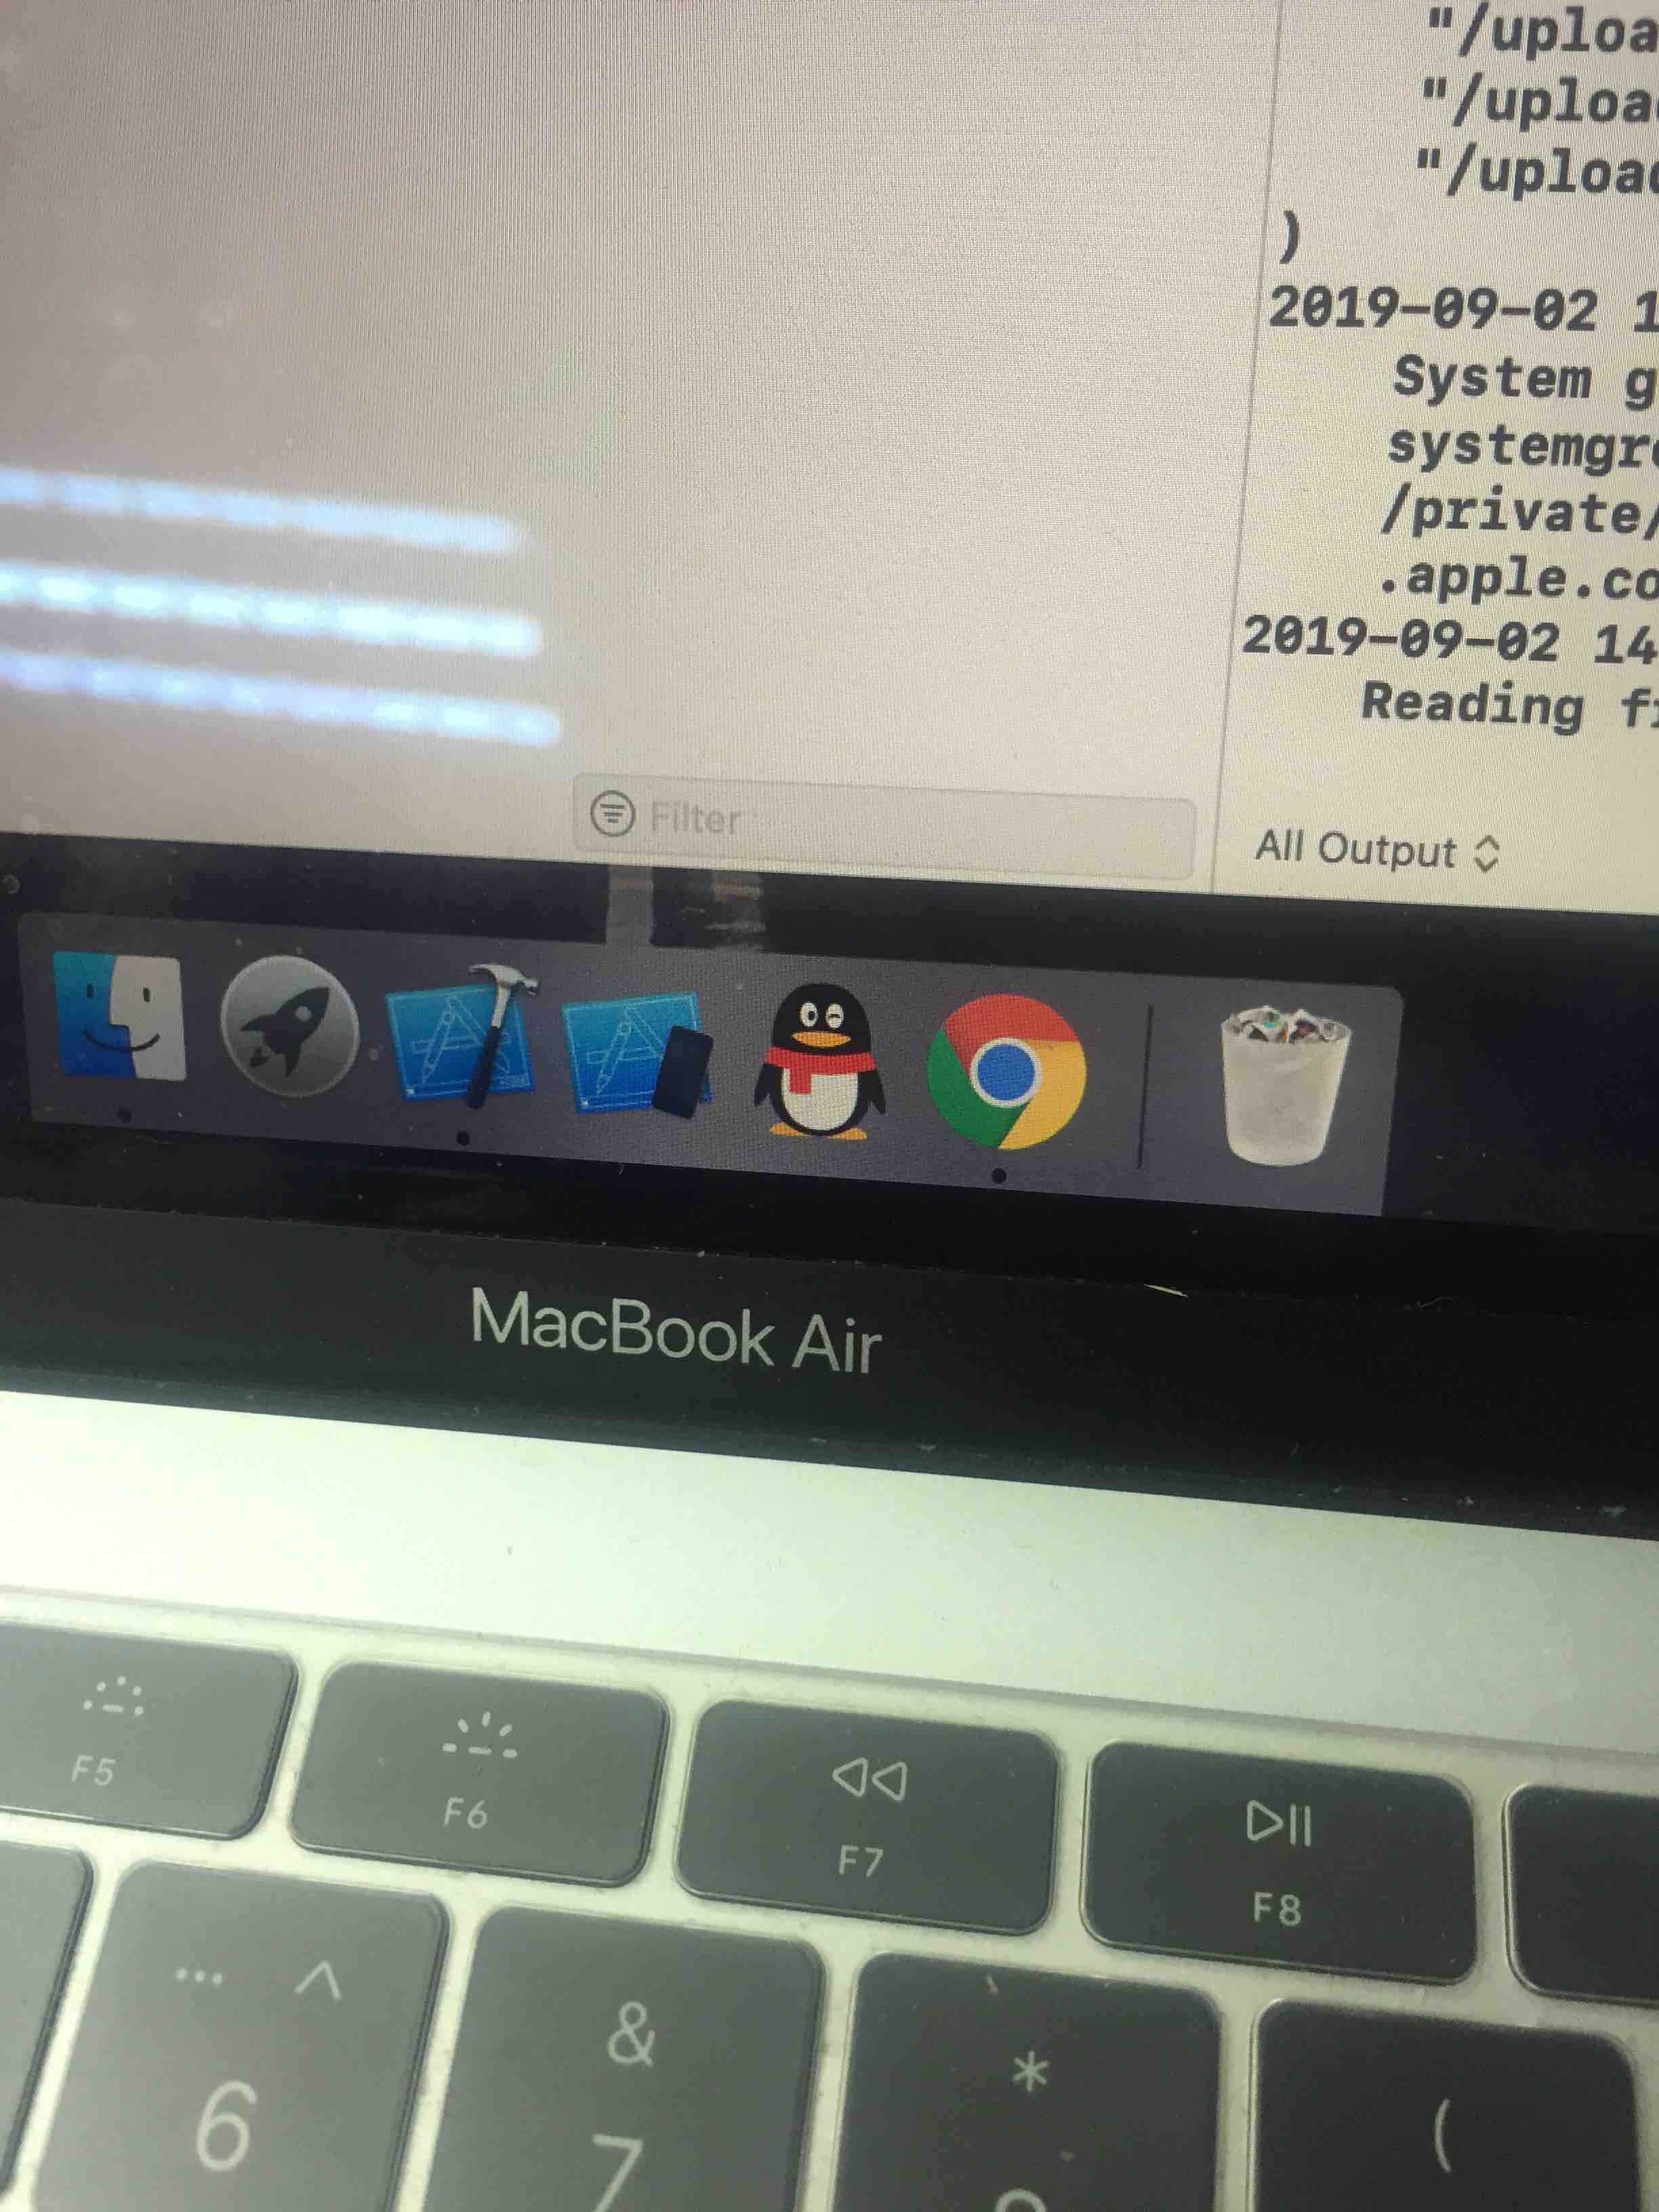 "/uploa
"/uploa
"/uploa
)
2019-09-02 1
System g
systemgr
/private/
.apple.co
2019-09-02 14
Reading f
Filter
All Output
MacBook Air
F5
F6
F7
F8
... ^
6
&
7
*
(